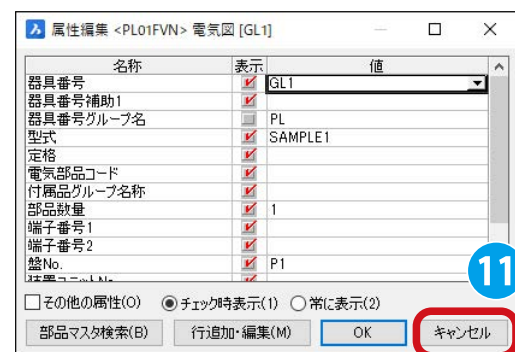 属性編集 <PL01FVN> 電気図 [GL1]
名称 表示 値
器具番号 GL1
器具番号補助1
器具番号グループ名 PL
型式 SAMPLE1
定格
電気部品コード
付属品グループ名称
部品数量 1
端子番号1
端子番号2
盤No. P1
11
その他の属性(O) チェック時表示(1) 常に表示(2)
部品マスタ検索(B) 行追加・編集(M) OK キャンセル